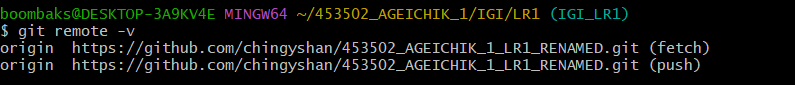 boombaks@DESKTOP-3A9KV4E MINGW64 ~/453502_AGEICHIK_1/IGI/LR1 (IGI_LR1)
$ git remote -v
origin  https://github.com/chingyshan/453502_AGEICHIK_1_LR1_RENAMED.git (fetch)
origin  https://github.com/chingyshan/453502_AGEICHIK_1_LR1_RENAMED.git (push)